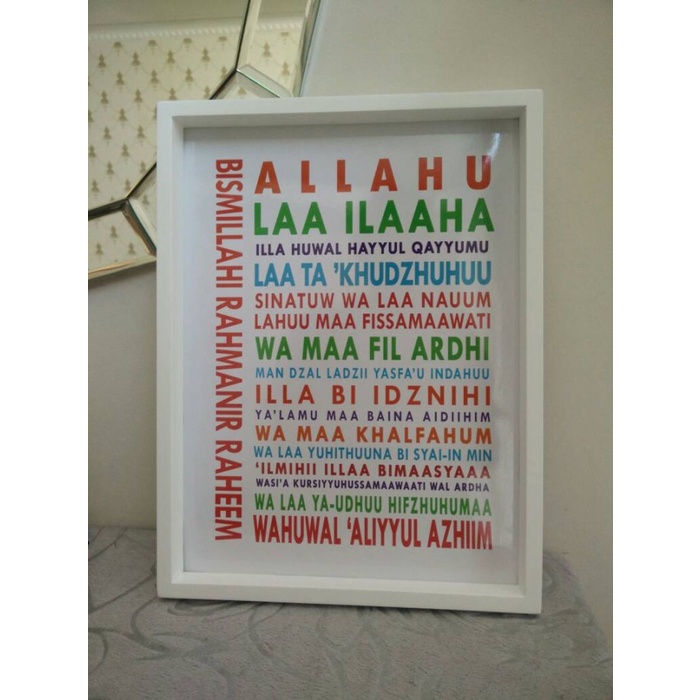 BISMILLAHI RAHMANIR RAHEEM
ALLAHU
LAA ILAAHA
ILLA HUWAL HAYYUL QAYYUMU
LAA TA 'KHUDZHUHUU
SINATUW WA LAA NAUUM
LAHUU MAA FISSAMAAWATI
WA MAA FIL ARDHI
MAN DZAL LADZII YASFA'U INDAHUU
ILLA BI IDZNIHI
YA'LAMU MAA BAINA AIDIIHIM
WA MAA KHALFAHUM
WA LAA YUHITHUUNA BI SYAI-IN MIN
'ILMIHII ILLAA BIMAASYAAA
WASI'A KURSIYYUHUSSAMAAWAATI WAL ARDHA
WA LAA YA-UDHUU HIFZHUHUMAA
WAHUWAL 'ALIYYUL AZHIIM